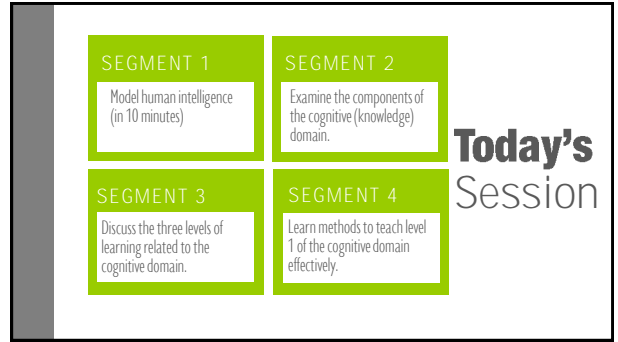 SEGMENT 1
Model human intelligence
(in 10 minutes)
SEGMENT 2
Examine the components of
the cognitive (knowledge)
domain.
SEGMENT 3
Discuss the three levels of
learning related to the
cognitive domain.
SEGMENT 4
Learn methods to teach level
1 of the cognitive domain
effectively.
Today's
Session